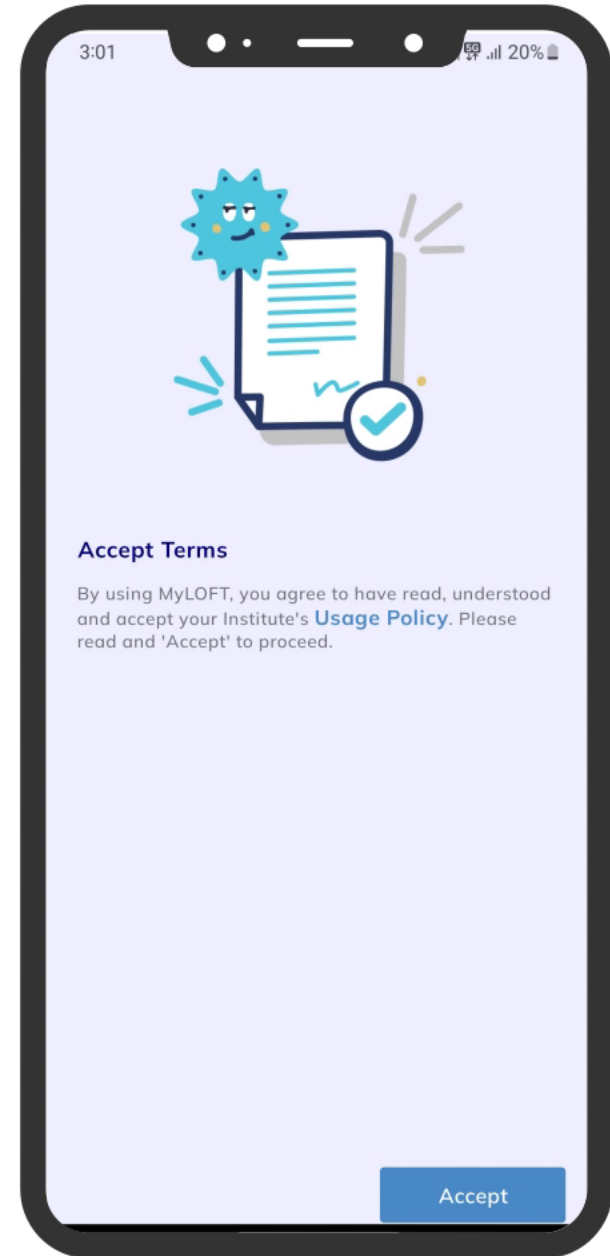 3:01 5G 20%
Accept Terms
By using MyLOFT, you agree to have read, understood
and accept your Institute's Usage Policy. Please
read and 'Accept' to proceed.
Accept